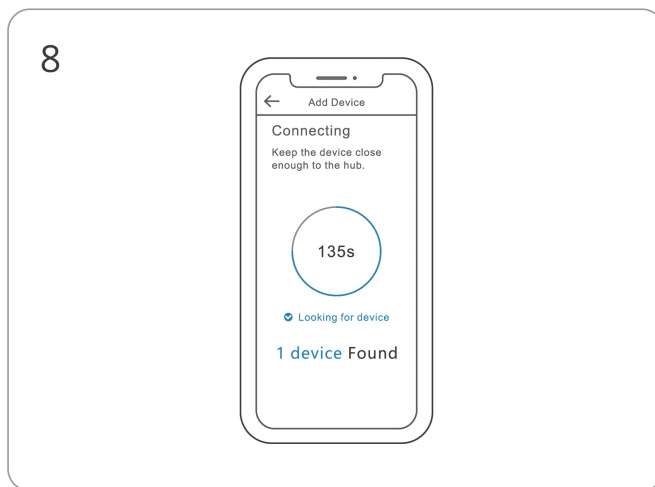 8
Add Device
Connecting
Keep the device close
enough to the hub.
135s
Looking for device
1 device Found